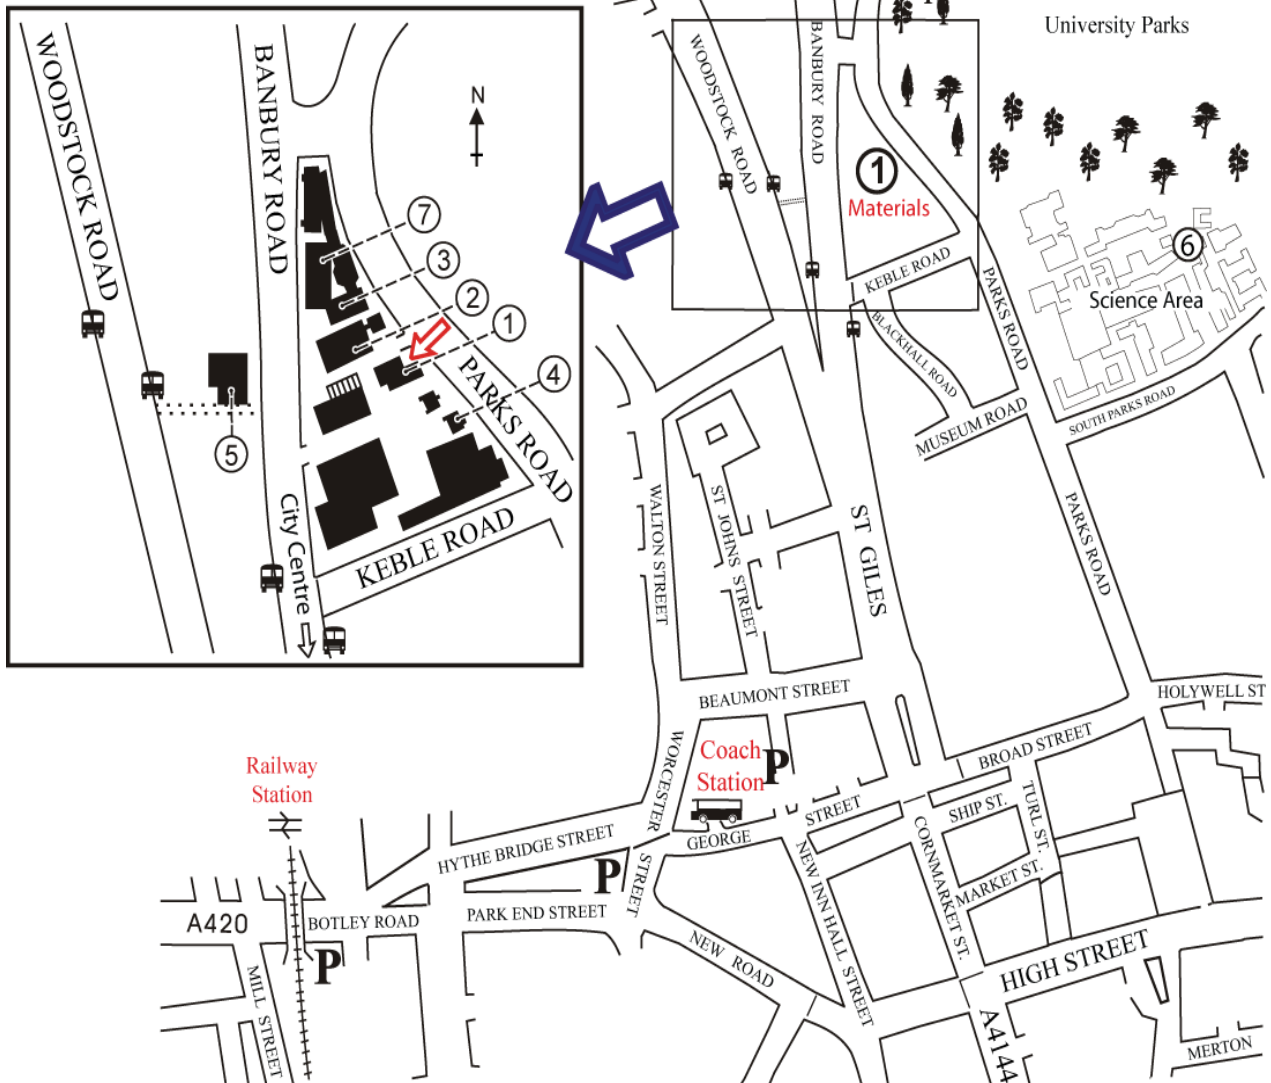 WOODSTOCK ROAD
BANBURY ROAD
N
7
3
2
1
4
5
PARKS ROAD
KEBLE ROAD
City Centre
University Parks
WOODSTOCK ROAD
BANBURY ROAD
1
Materials
6
Science Area
KEBLE ROAD
PARKS ROAD
BLACKHALL ROAD
MUSEUM ROAD
SOUTH PARKS ROAD
WALTON STREET
ST JOHNS STREET
ST GILES
PARKS ROAD
BEAUMONT STREET
HOLYWELL ST
BROAD STREET
Railway
Station
Coach
Station
P
WORCESTER
STREET
GEORGE
STREET
SHIP ST.
TURL ST.
MARKET ST.
CORNMARKET ST.
NEW INN HALL STREET
HYTHE BRIDGE STREET
P
PARK END STREET
A420
BOTLEY ROAD
P
MILL STREET
NEW ROAD
HIGH STREET
A4144
MERTON